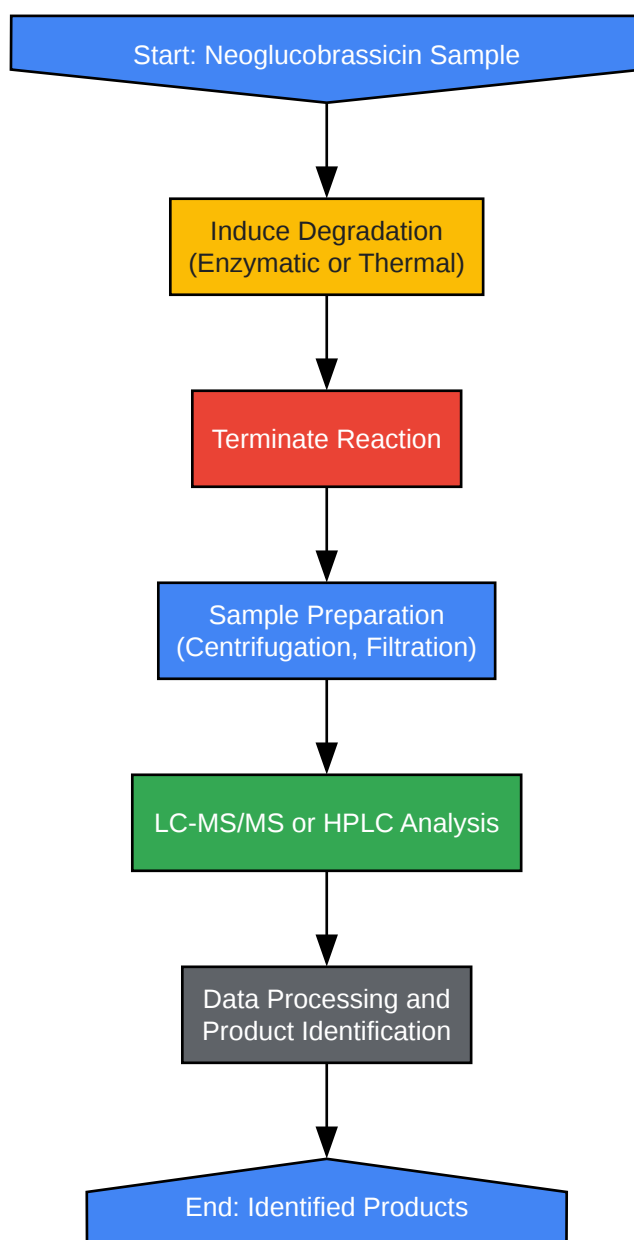 Start: Neoglucobrassicin Sample
Induce Degradation
(Enzymatic or Thermal)
Terminate Reaction
Sample Preparation
(Centrifugation, Filtration)
LC-MS/MS or HPLC Analysis
Data Processing and
Product Identification
End: Identified Products